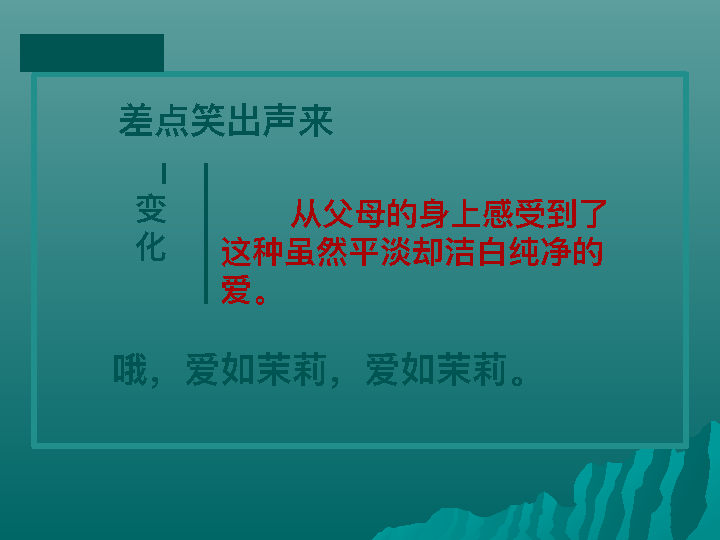 差点笑出声来
变
化
从父母的身上感受到了
这种虽然平淡却洁白纯净的
爱。
哦，爱如茉莉，爱如茉莉。